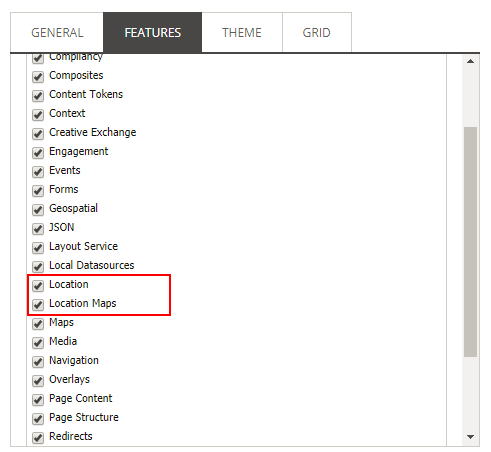 GENERAL FEATURES THEME GRID
Compliancy
Composites
Content Tokens
Context
Creative Exchange
Engagement
Events
Forms
Geospatial
JSON
Layout Service
Local Datasources
Location
Location Maps
Maps
Media
Navigation
Overlays
Page Content
Page Structure
Redirects